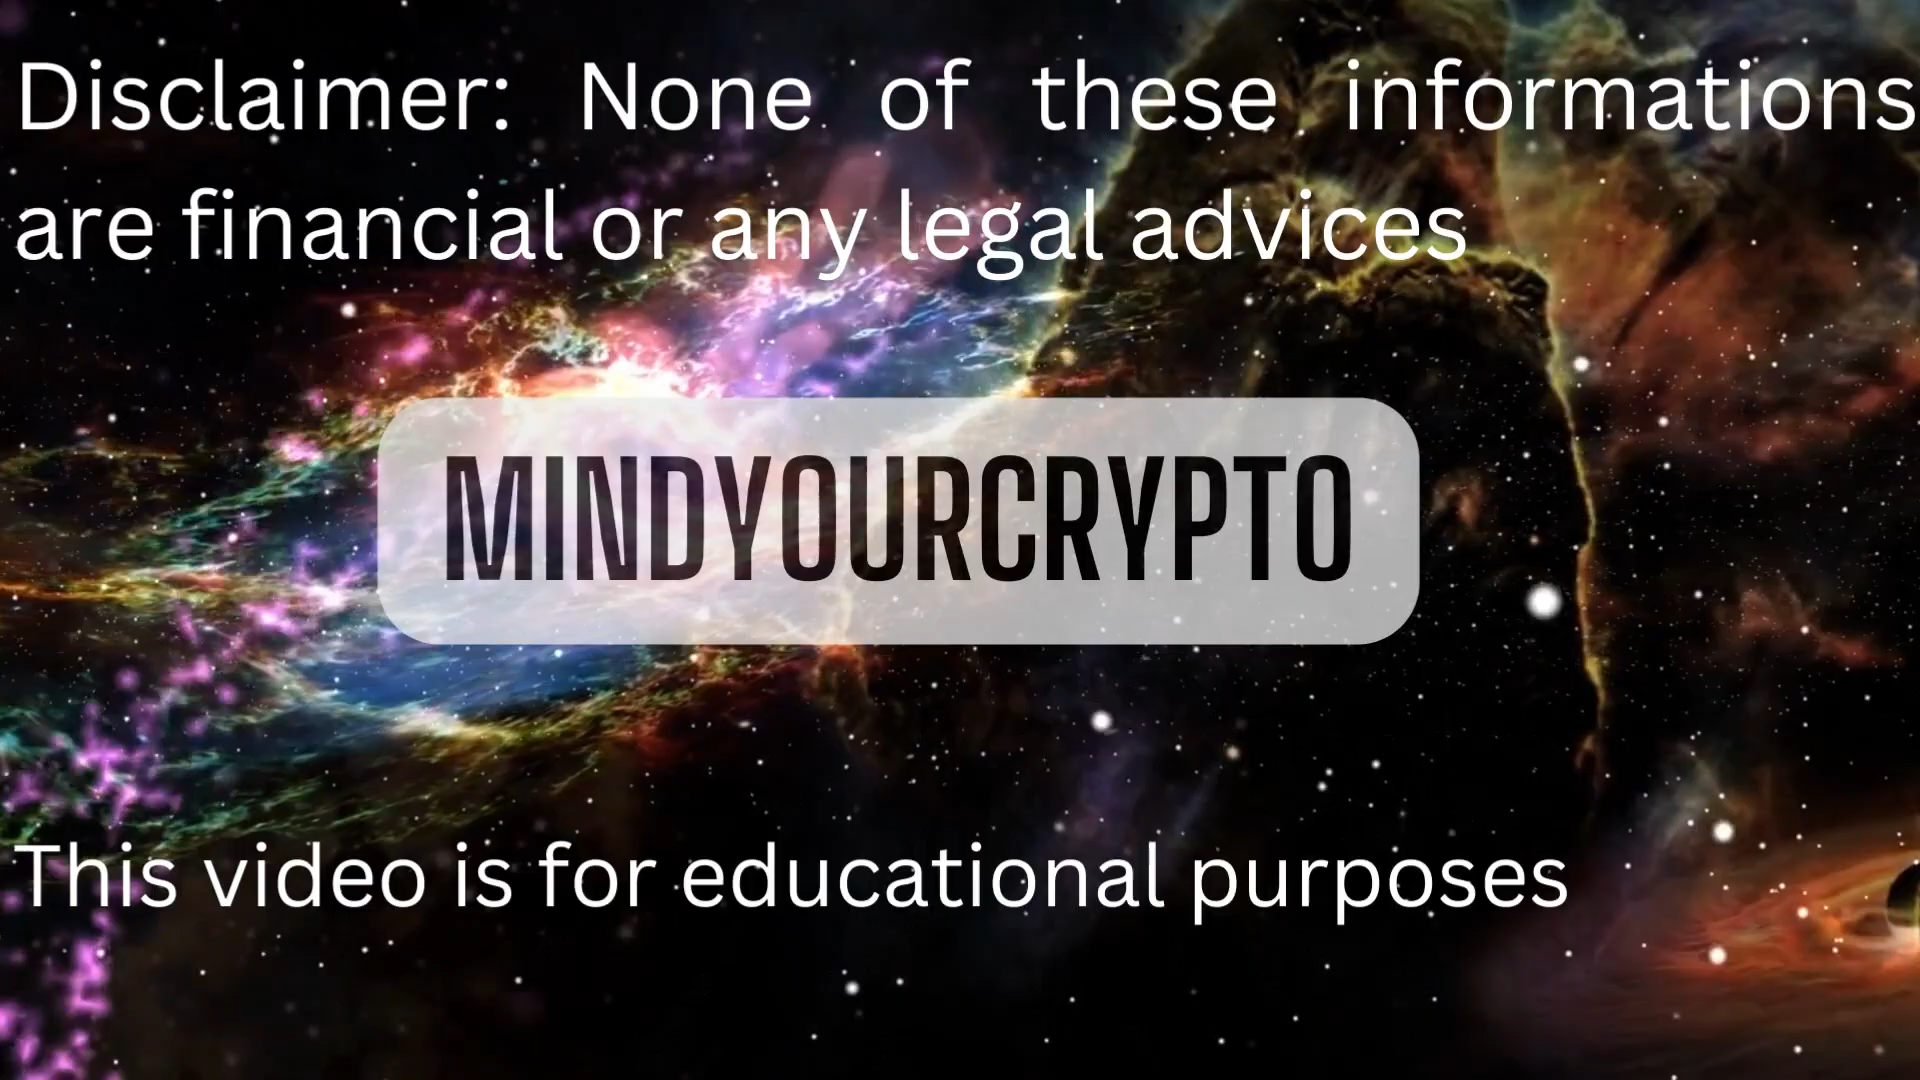 Disclaimer: None of these informations
are financial or any legal advices
MINDYOURCRYPTO
This video is for educational purposes